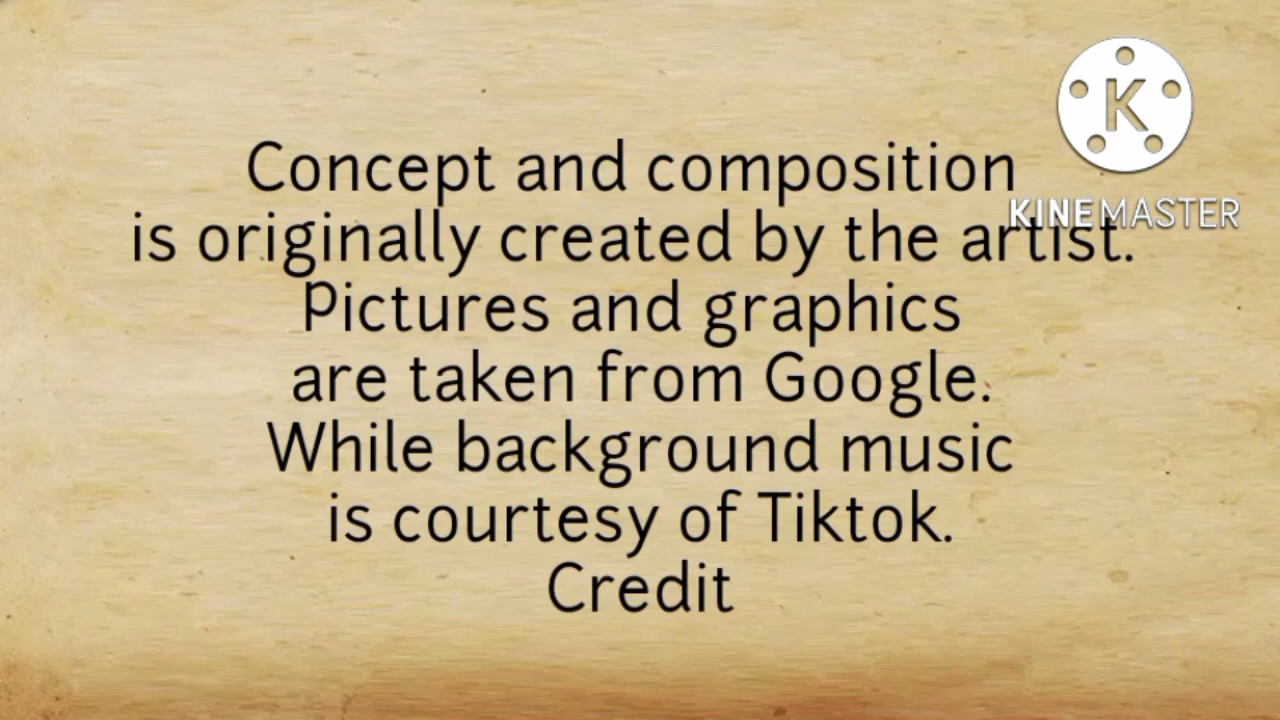 Concept and composition
is originally created by the artist.
Pictures and graphics
are taken from Google.
While background music
is courtesy of Tiktok.
Credit
K
KINEMASTER